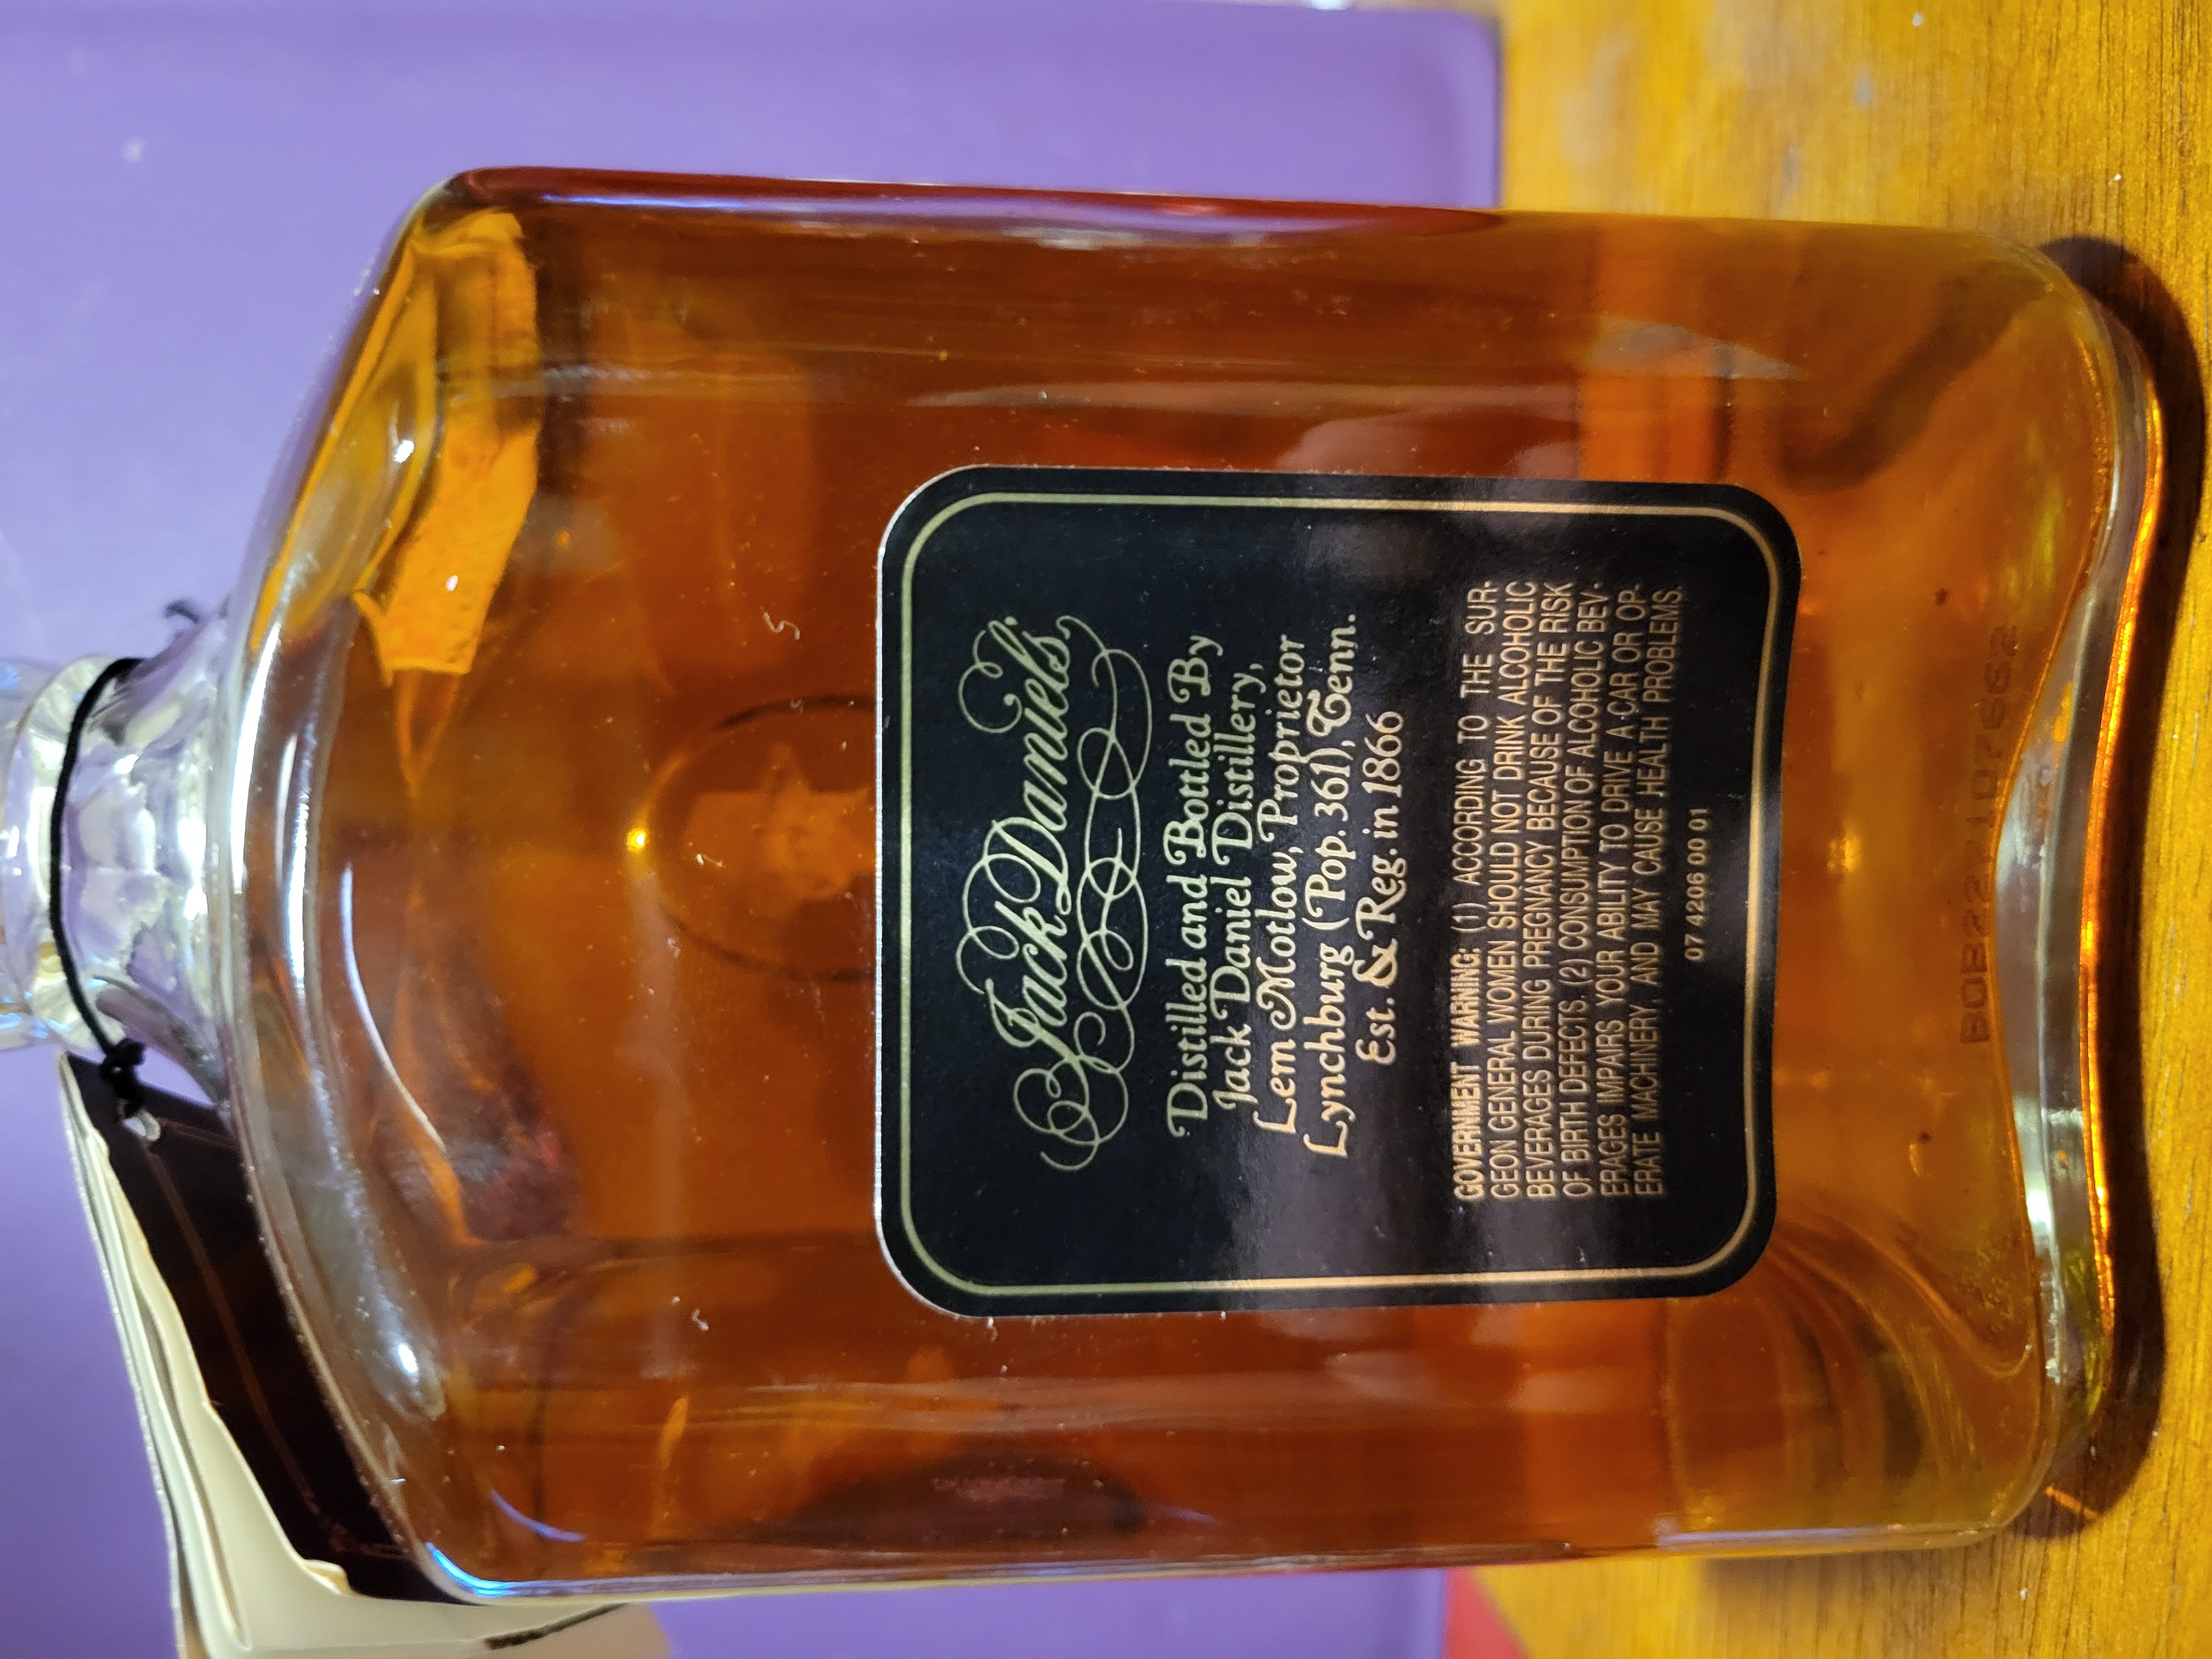 Jack Daniel's
Distilled and Bottled By
Jack Daniel Distillery,
Lem Motlow, Proprietor
Lynchburg (Pop. 361), Tenn.
Est. & Reg. in 1866
GOVERNMENT WARNING: (1) ACCORDING TO THE SUR-
GEON GENERAL WOMEN SHOULD NOT DRINK ALCOHOLIC
BEVERAGES DURING PREGNANCY BECAUSE OF THE RISK
OF BIRTH DEFECTS. (2) CONSUMPTION OF ALCOHOLIC BEV-
ERAGES IMPAIRS YOUR ABILITY TO DRIVE A CAR OR OP-
ERATE MACHINERY, AND MAY CAUSE HEALTH PROBLEMS.
07 4206 00 01